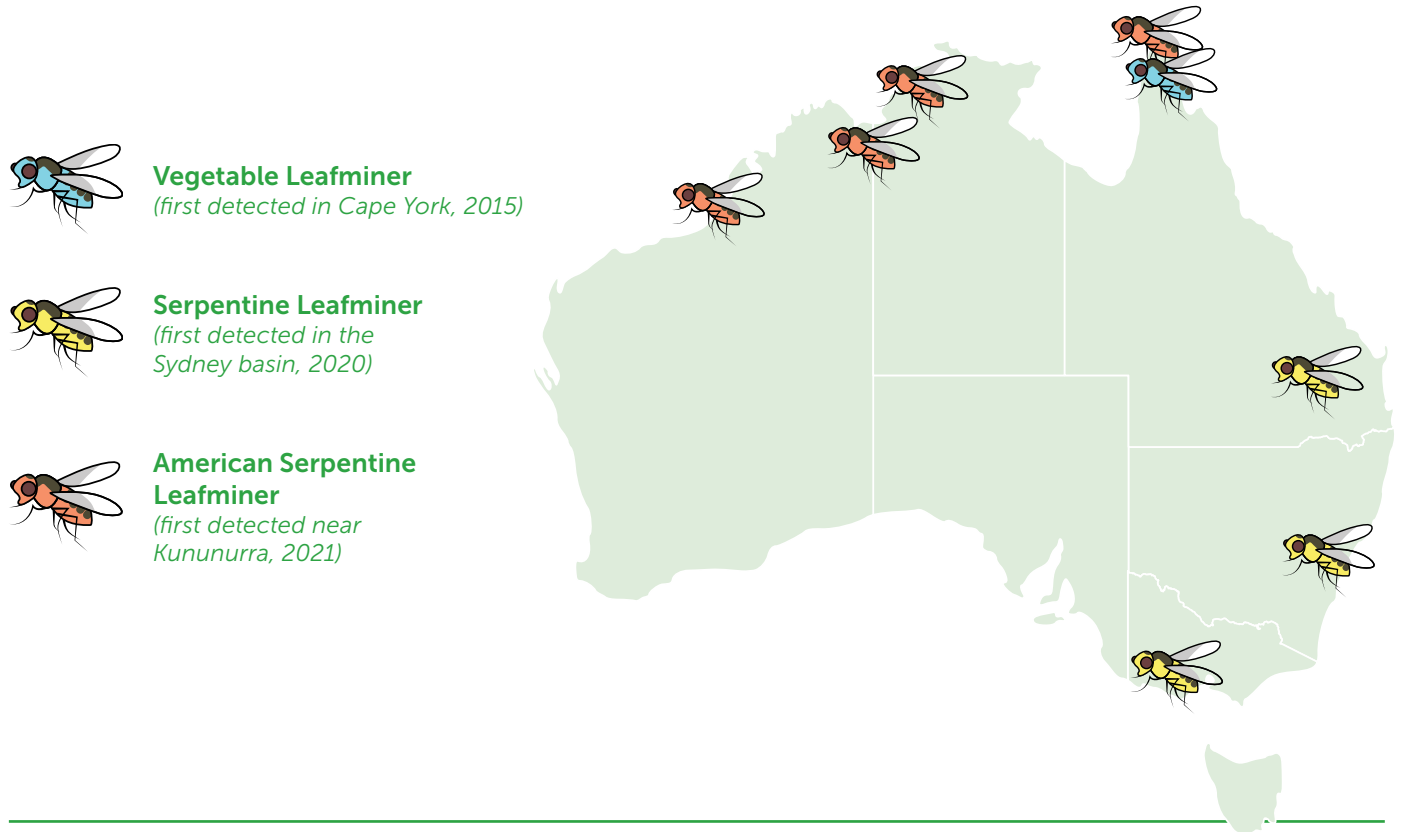 Vegetable Leafminer
(first detected in Cape York, 2015)
Serpentine Leafminer
(first detected in the
Sydney basin, 2020)
American Serpentine
Leafminer
(first detected near
Kununurra, 2021)